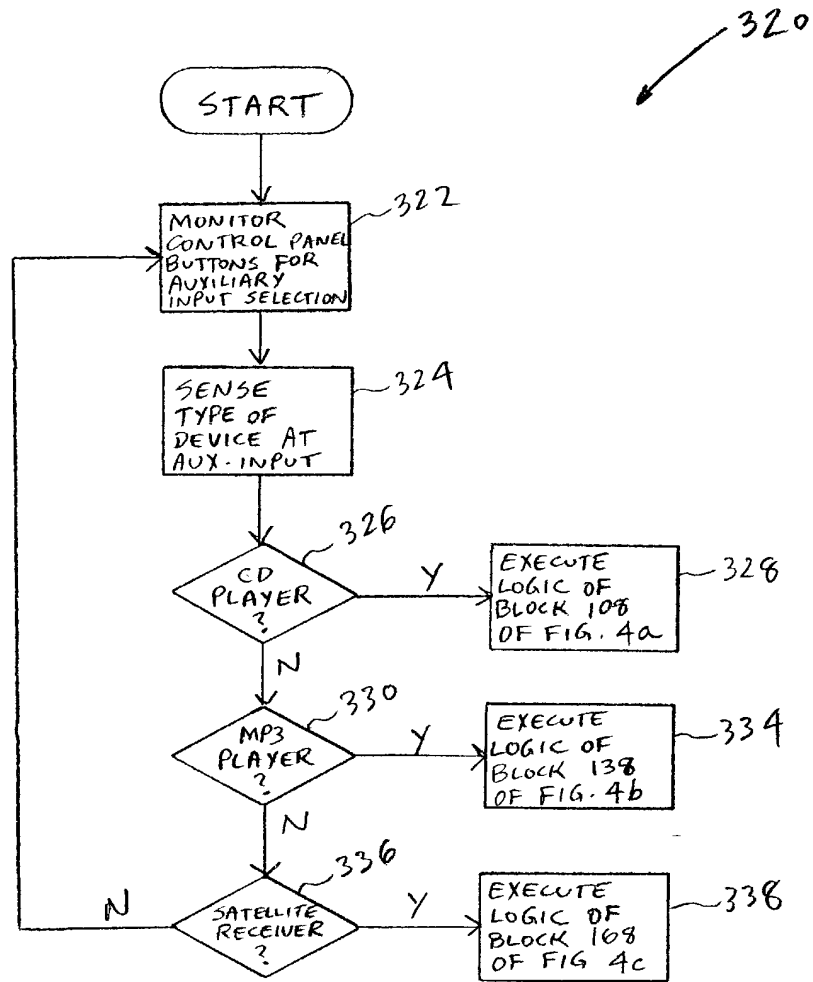 320
START
322
MONITOR
CONTROL PANEL
BUTTONS FOR
AUXILIARY
INPUT SELECTION
324
SENSE
TYPE OF
DEVICE AT
AUX. INPUT
326
CD
PLAYER
?
Y
EXECUTE
LOGIC OF
BLOCK 108
OF FIG. 4a
328
N
330
MP3
PLAYER
?
Y
EXECUTE
LOGIC OF
BLOCK 138
OF FIG. 4b
334
N
336
SATELLITE
RECEIVER
?
N
Y
EXECUTE
LOGIC OF
BLOCK 168
OF FIG 4c
338